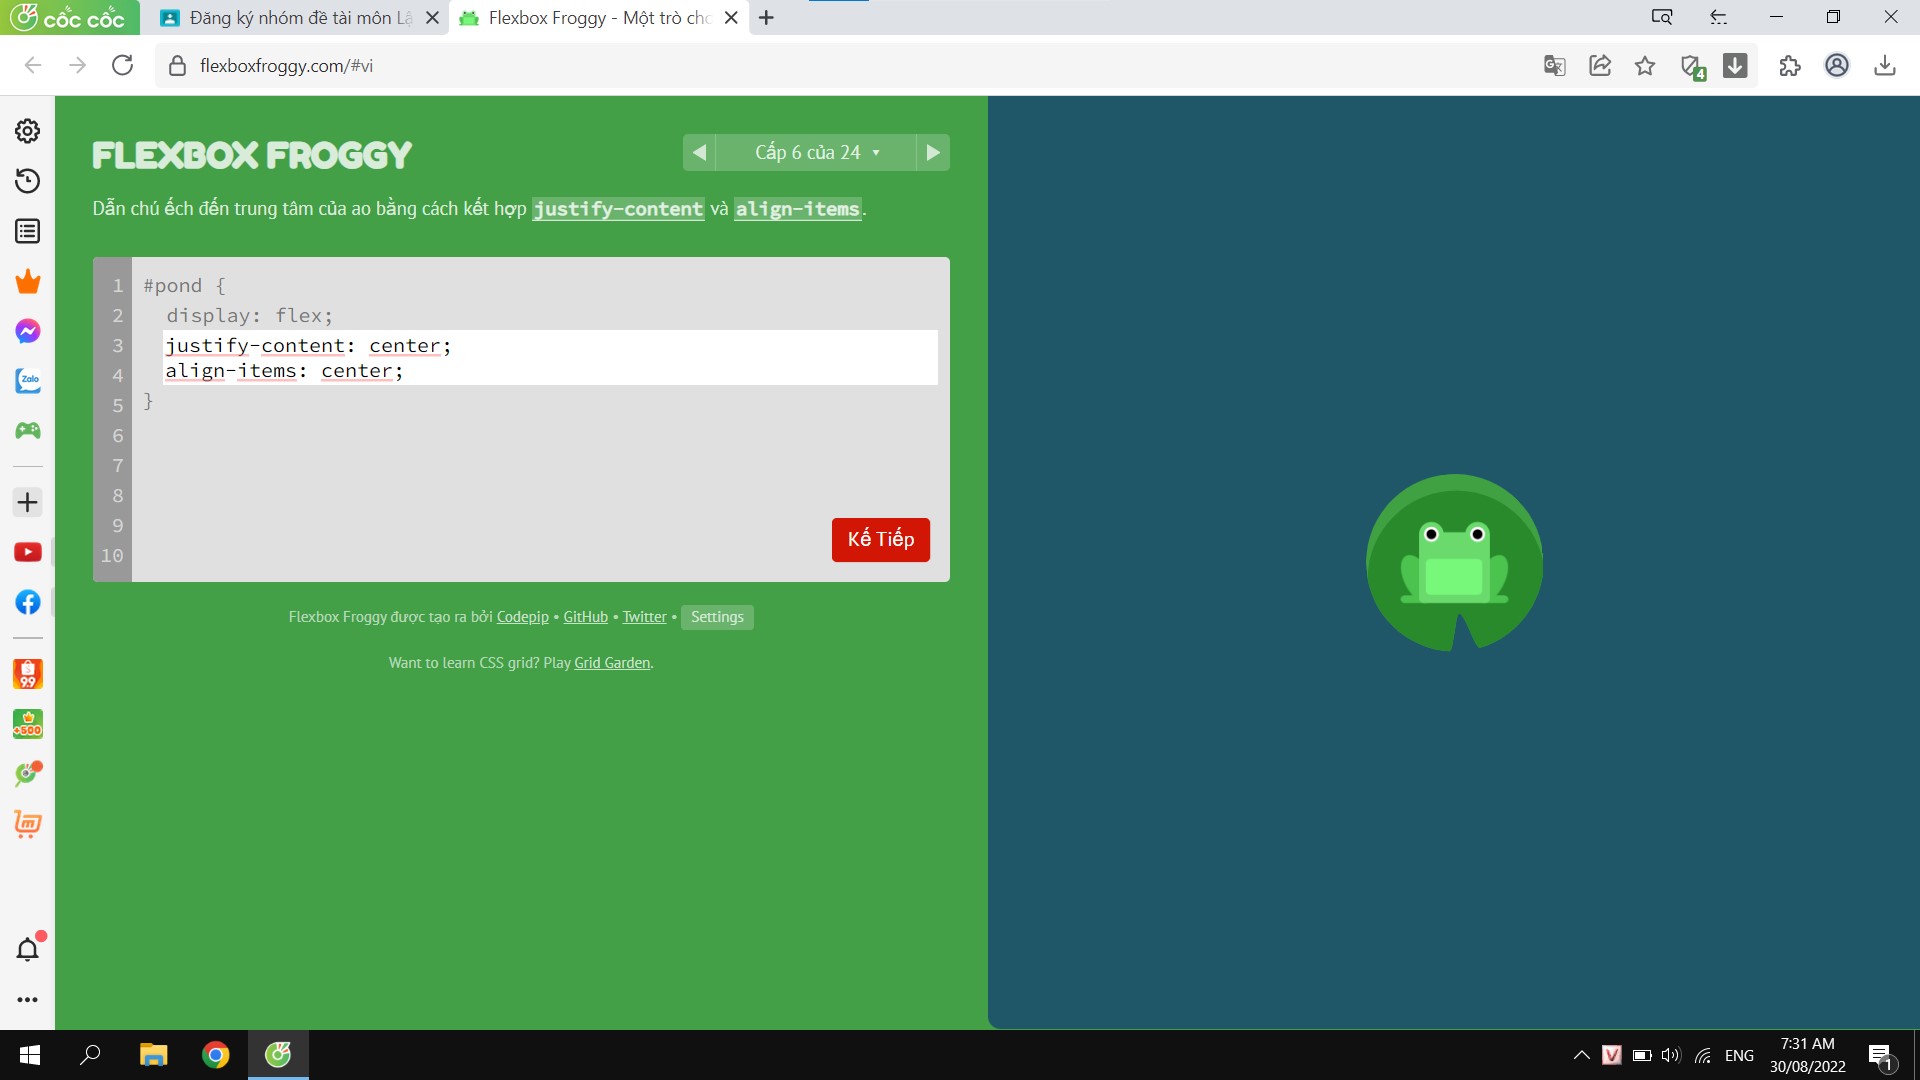 cốc cốc
Đăng ký nhóm đề tài môn Lậ
Flexbox Froggy - Một trò chơ
flexboxfroggy.com/#vi
4
FLEXBOX FROGGY
Cấp 6 của 24
Dẫn chú ếch đến trung tâm của ao bằng cách kết hợp justify-content và align-items.
1 #pond {
2 display: flex;
3 justify-content: center;
4 align-items: center;
5 }
6
7
8
9
10
Kế Tiếp
Flexbox Froggy được tạo ra bởi Codepip • GitHub • Twitter • Settings
Want to learn CSS grid? Play Grid Garden.
Zalo
9.9
+500
ENG
7:31 AM
30/08/2022
1